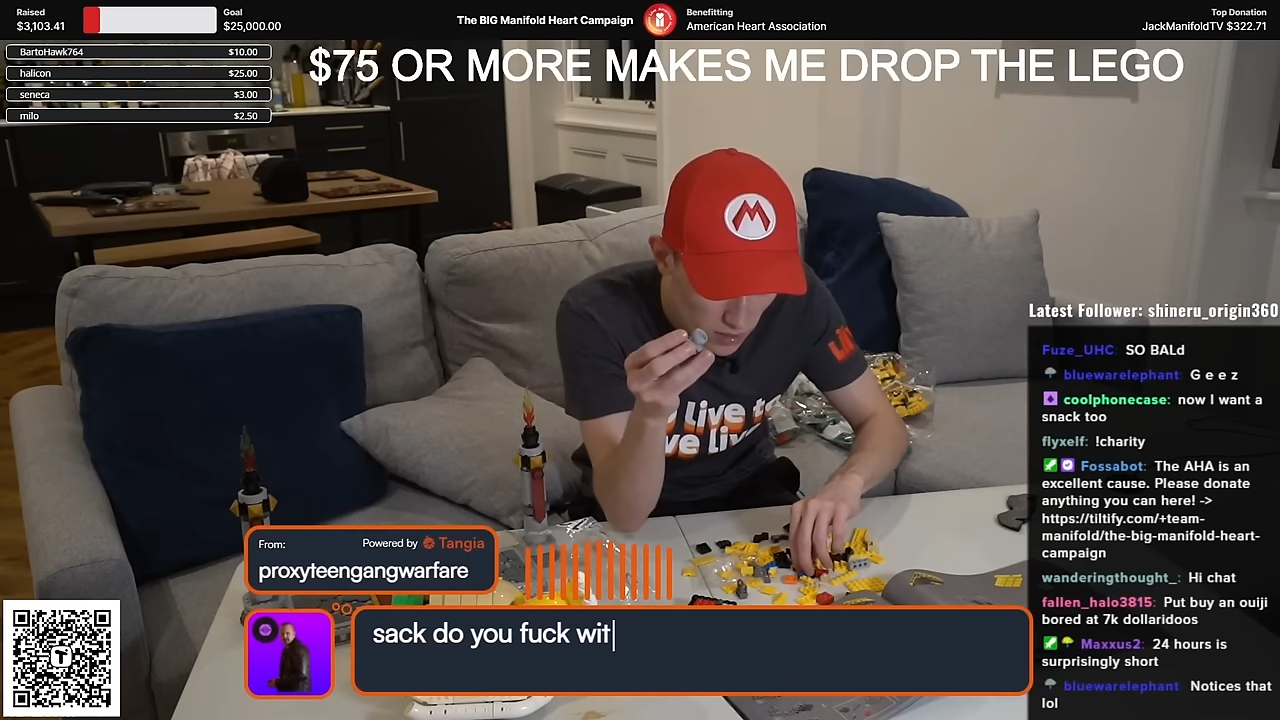 Raised
$3,103.41
Goal
$25,000.00
The BIG Manifold Heart Campaign
Benefitting
American Heart Association
Top Donation
JackManifoldTV $322.71
BartoHawk764 $10.00
halicon $25.00
seneca $3.00
milo $2.50
$75 OR MORE MAKES ME DROP THE LEGO
M
live t
ve liv
Latest Follower: shineru_origin360
Fuze_UHC: SO BALd
bluewarelephant: G e e z
coolphonecase: now I want a
snack too
flyxelf: !charity
Fossabot: The AHA is an
excellent cause. Please donate
anything you can here! ->
https://tiltify.com/+team-
manifold/the-big-manifold-heart-
campaign
wanderingthought_: Hi chat
fallen_halo3815: Put buy an ouiji
bored at 7k dollaridoos
Maxxus2: 24 hours is
surprisingly short
bluewarelephant: Notices that
lol
From:
Powered by Tangia
proxyteengangwarfare
sack do you fuck wit